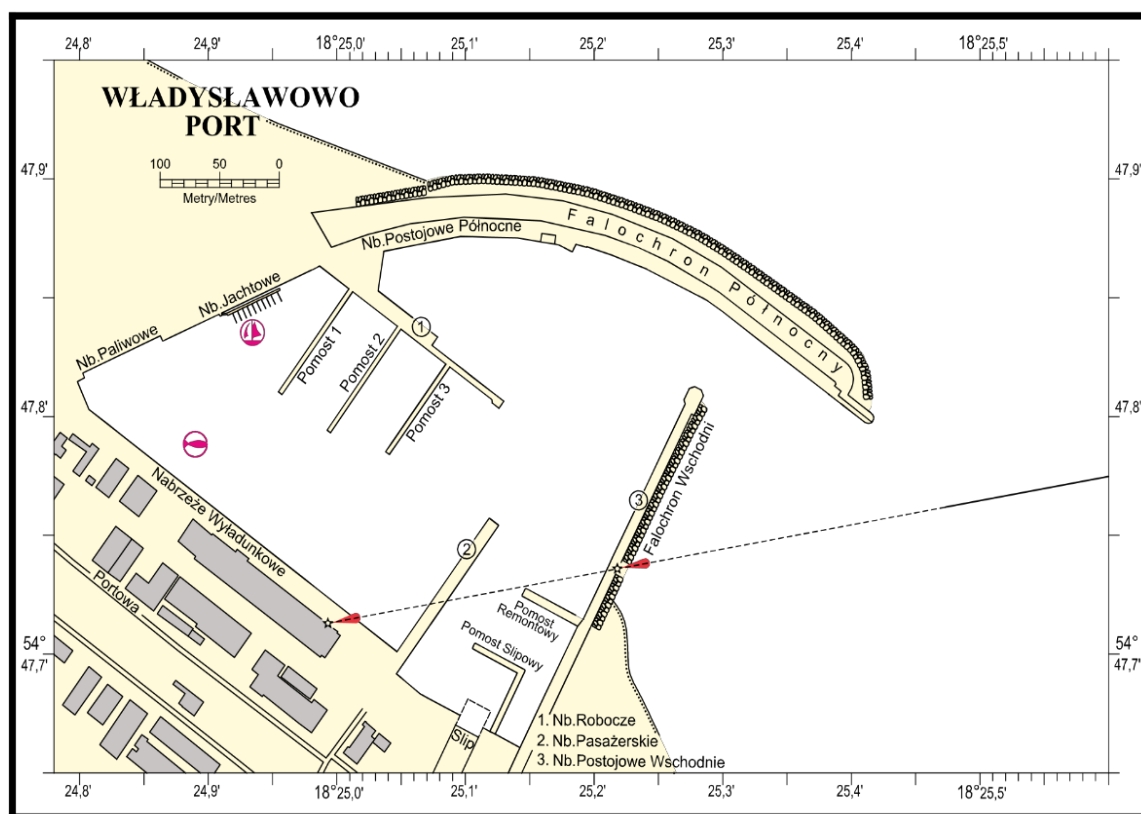 24,8' 24,9' 18°25,0' 25,1' 25,2' 25,3' 25,4' 18°25,5'
WŁADYSŁAWOWO
PORT
100 50 0
Metry/Metres
47,9' 47,9'
Falochron Północny
Nb.Postojowe Północne
Nb.Jachtowe
Nb.Paliwowe
1
Pomost 1
Pomost 2
Pomost 3
47,8' 47,8'
Nabrzeże Wyładunkowe
3
Falochron Wschodni
2
Portowa
Pomost
Remontowy
Pomost Slipowy
54°
47,7'
54°
47,7'
Slip
1. Nb.Robocze
2. Nb.Pasażerskie
3. Nb.Postojowe Wschodnie
24,8' 24,9' 18°25,0' 25,1' 25,2' 25,3' 25,4' 18°25,5'